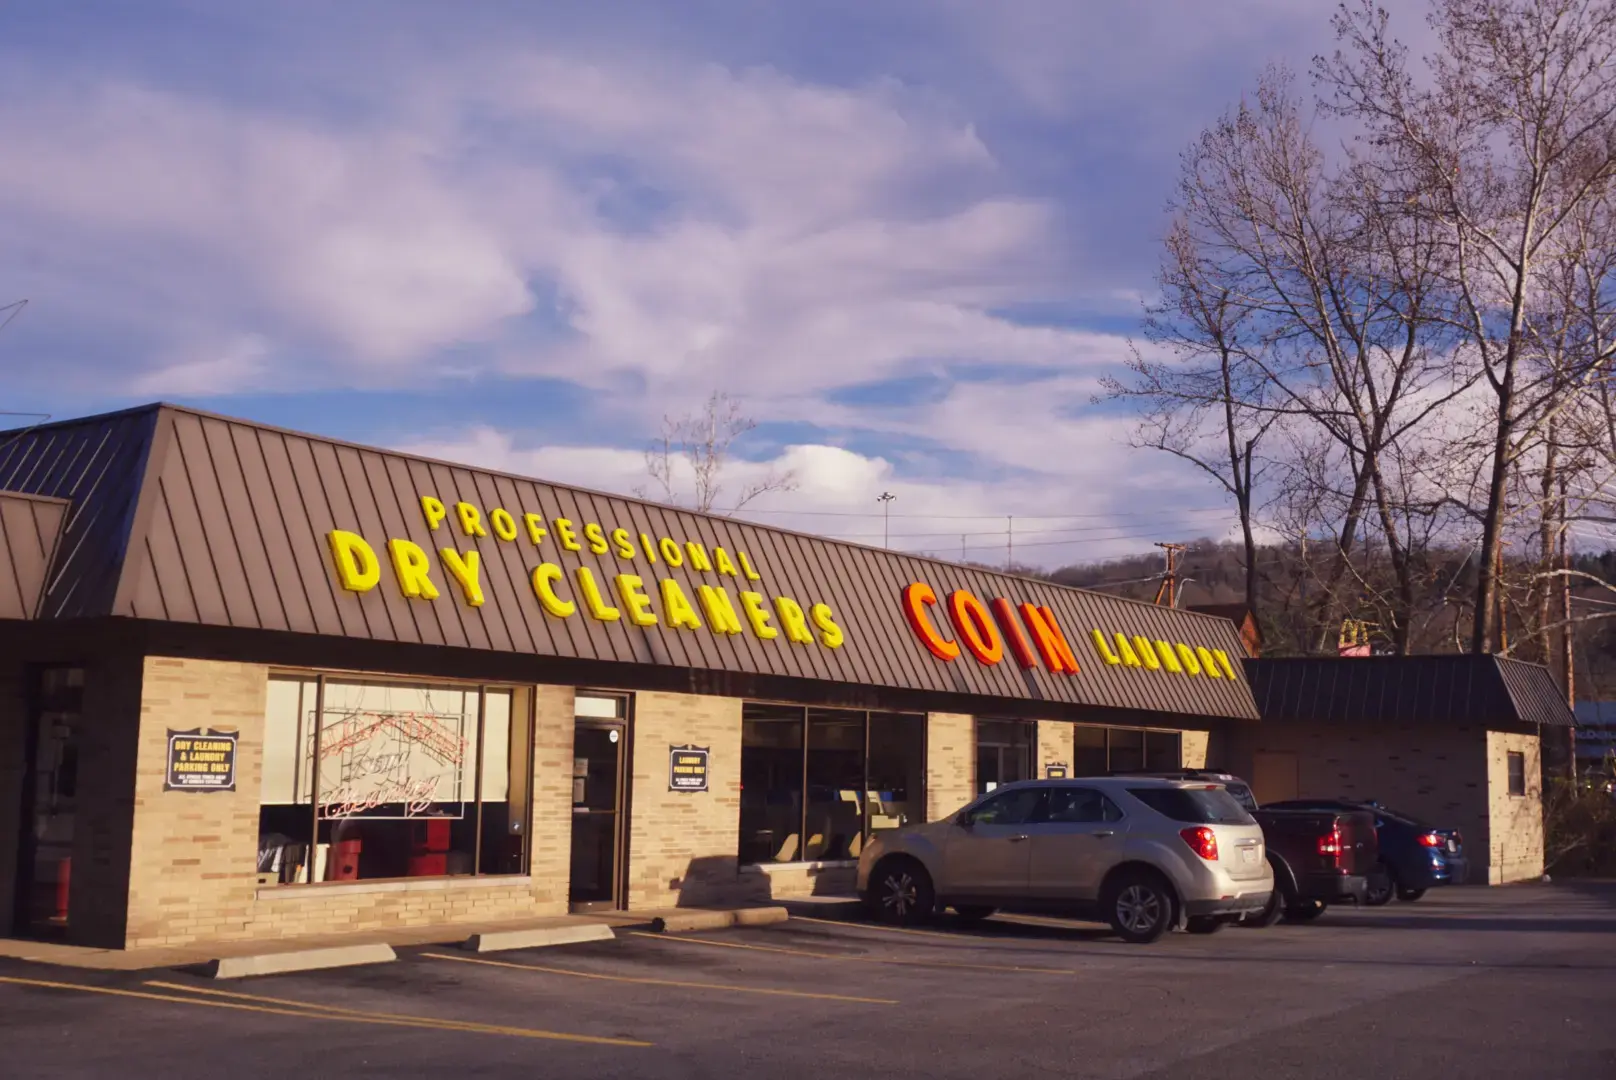 PROFESSIONAL
DRY CLEANERS
COIN LAUNDRY
DRY CLEANING
& LAUNDRY
PARKING ONLY
LAUNDRY
PARKING ONLY